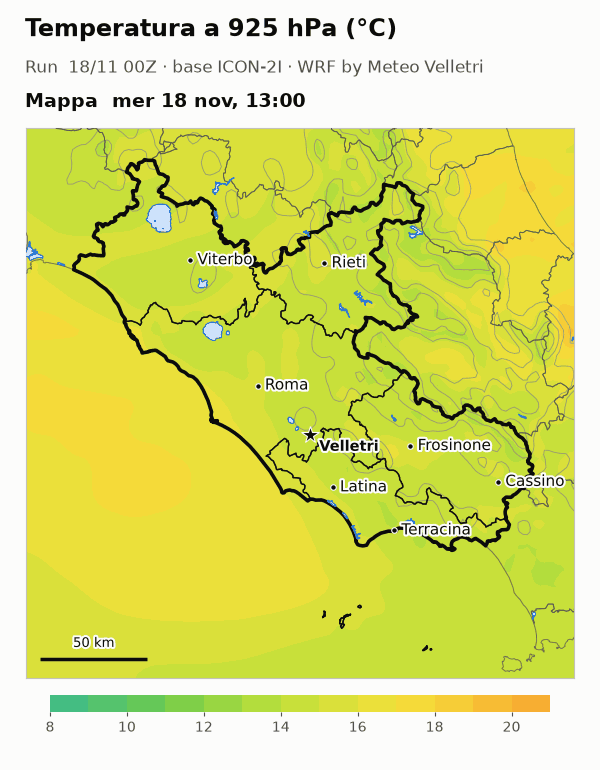 Temperatura a 925 hPa (°C)
Run 18/11 00Z · base ICON-2I · WRF by Meteo Velletri
Mappa mer 18 nov, 13:00
Viterbo
Rieti
Roma
Velletri
Frosinone
Cassino
Latina
Terracina
50 km
8 10 12 14 16 18 20